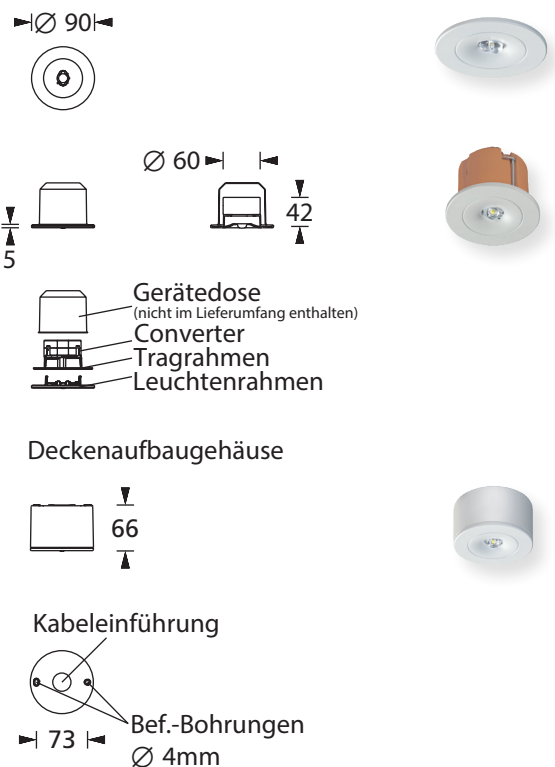 Ø 90
Ø 60
42
5
Gerätedose
(nicht im Lieferumfang enthalten)
Converter
Tragrahmen
Leuchtenrahmen
Deckenaufbaugehäuse
66
Kabeleinführung
73
Bef.-Bohrungen
Ø 4mm